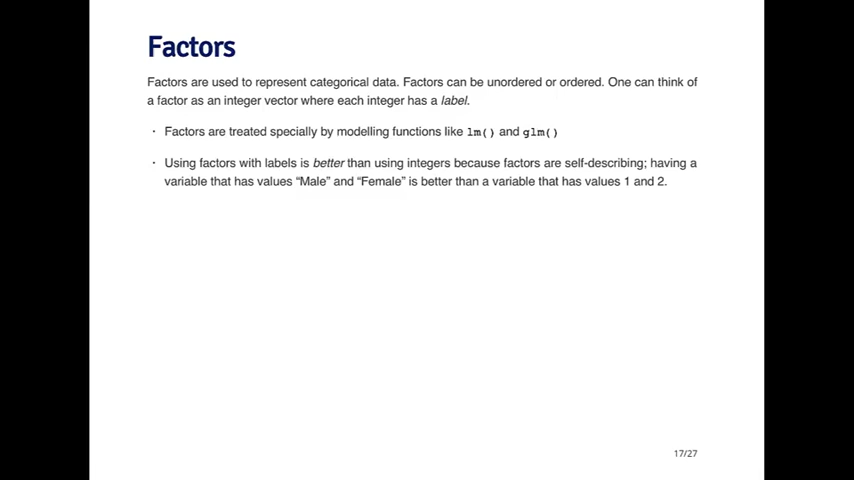 Factors
Factors are used to represent categorical data. Factors can be unordered or ordered. One can think of
a factor as an integer vector where each integer has a label.
· Factors are treated specially by modelling functions like lm() and glm()
· Using factors with labels is better than using integers because factors are self-describing; having a
variable that has values “Male” and “Female” is better than a variable that has values 1 and 2.
17/27